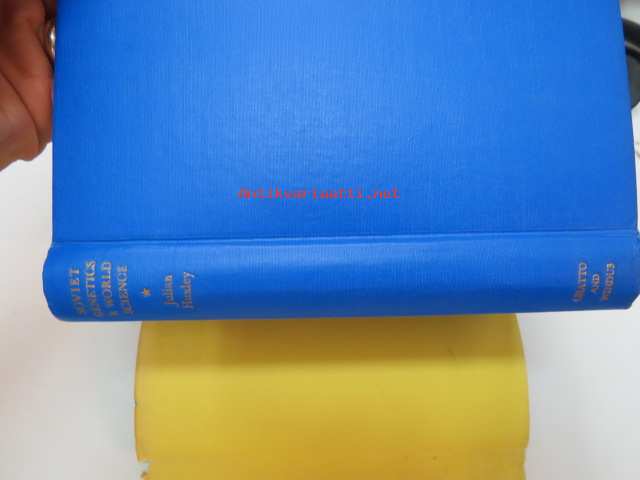 SOVIET
GENETICS
& WORLD
SCIENCE
*
Julian
Huxley
CHATTO
AND
WINDUS
Antikvariaatti.net